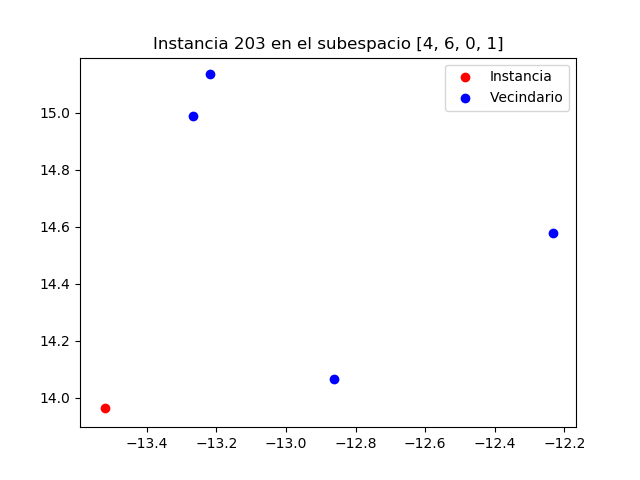 Instancia 203 en el subespacio [4, 6, 0, 1]
Instancia
Vecindario
15.0
14.8
14.6
14.4
14.2
14.0
−13.4 −13.2 −13.0 −12.8 −12.6 −12.4 −12.2